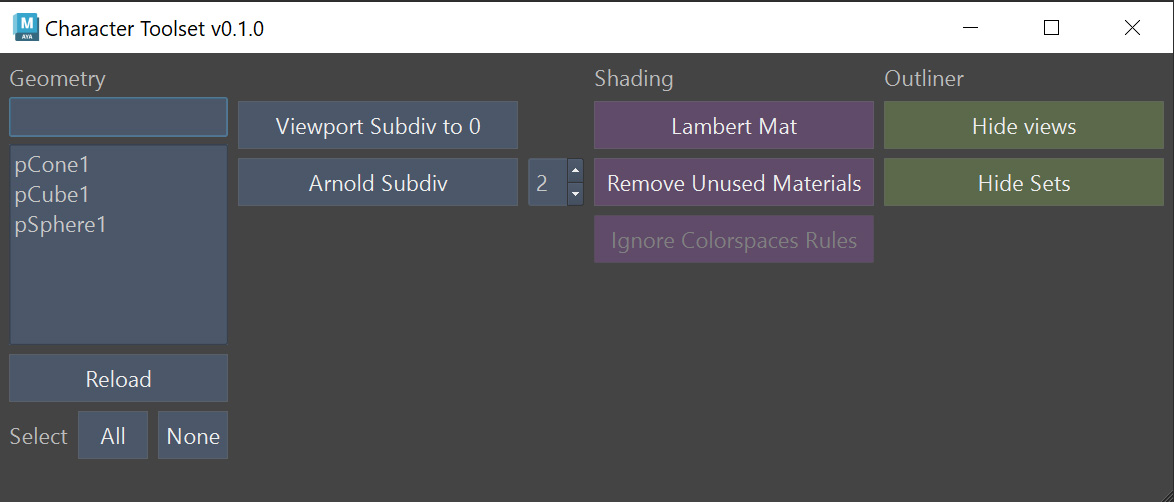 M
AYA
Character Toolset v0.1.0
Geometry
Shading
Outliner
Viewport Subdiv to 0
Lambert Mat
Hide views
pCone1
pCube1
pSphere1
Arnold Subdiv
2
Remove Unused Materials
Hide Sets
Ignore Colorspaces Rules
Reload
Select
All
None